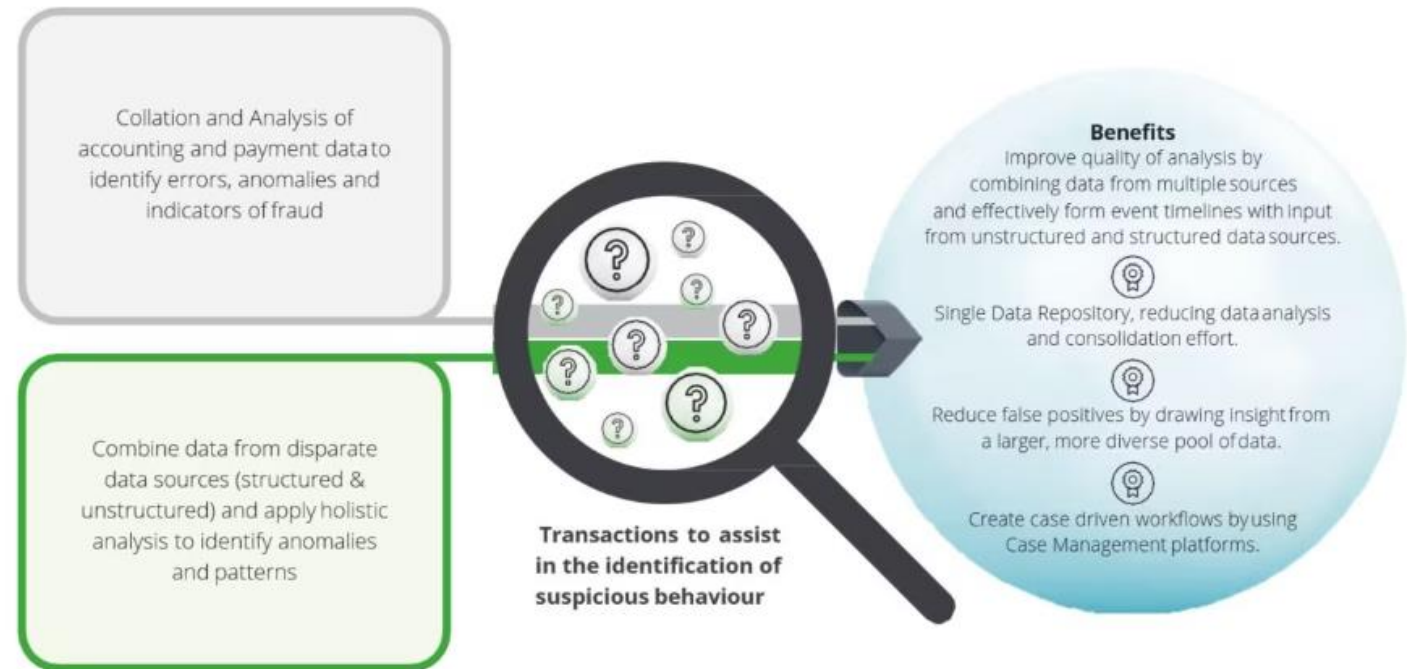 Collation and Analysis of
accounting and payment data to
identify errors, anomalies and
indicators of fraud
Combine data from disparate
data sources (structured &
unstructured) and apply holistic
analysis to identify anomalies
and patterns
?
?
?
?
?
?
?
?
?
Transactions to assist
in the identification of
suspicious behaviour
Benefits
Improve quality of analysis by
combining data from multiple sources
and effectively form event timelines with input
from unstructured and structured data sources.
Single Data Repository, reducing data analysis
and consolidation effort.
Reduce false positives by drawing insight from
a larger, more diverse pool of data.
Create case driven workflows by using
Case Management platforms.